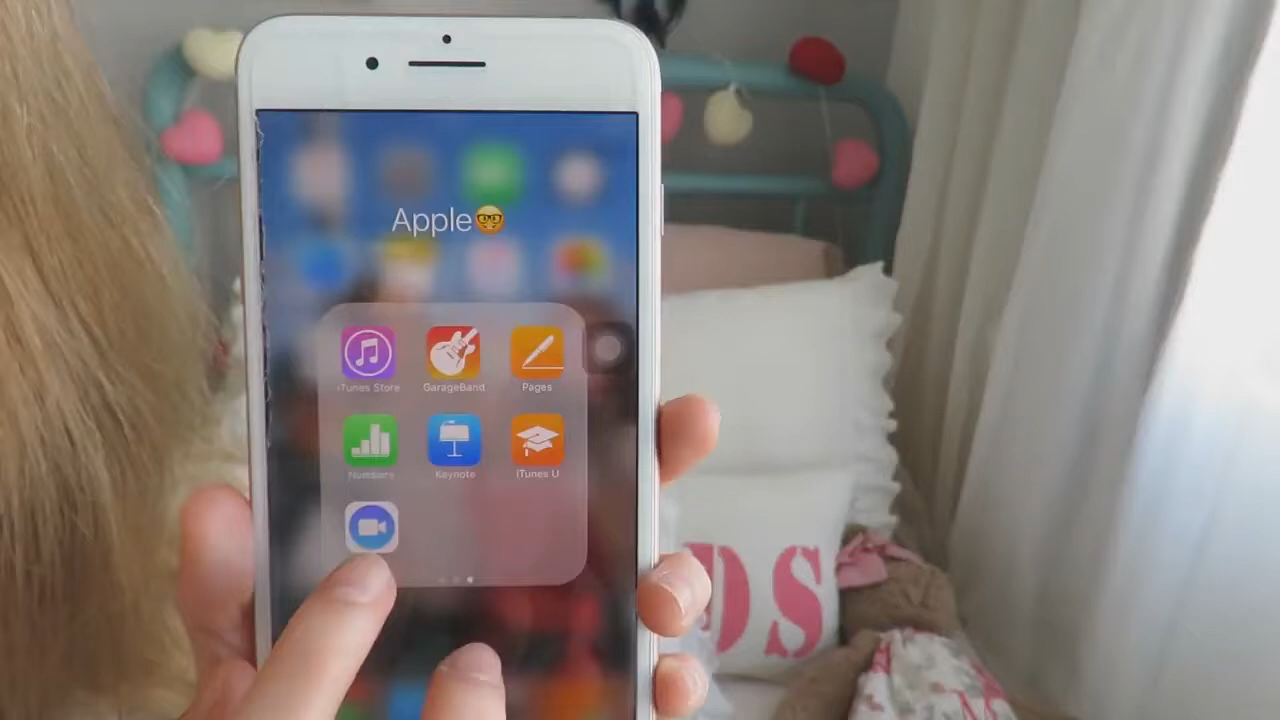 Apple🤓
iTunes Store GarageBand Pages
Numbers Keynote iTunes U
DS